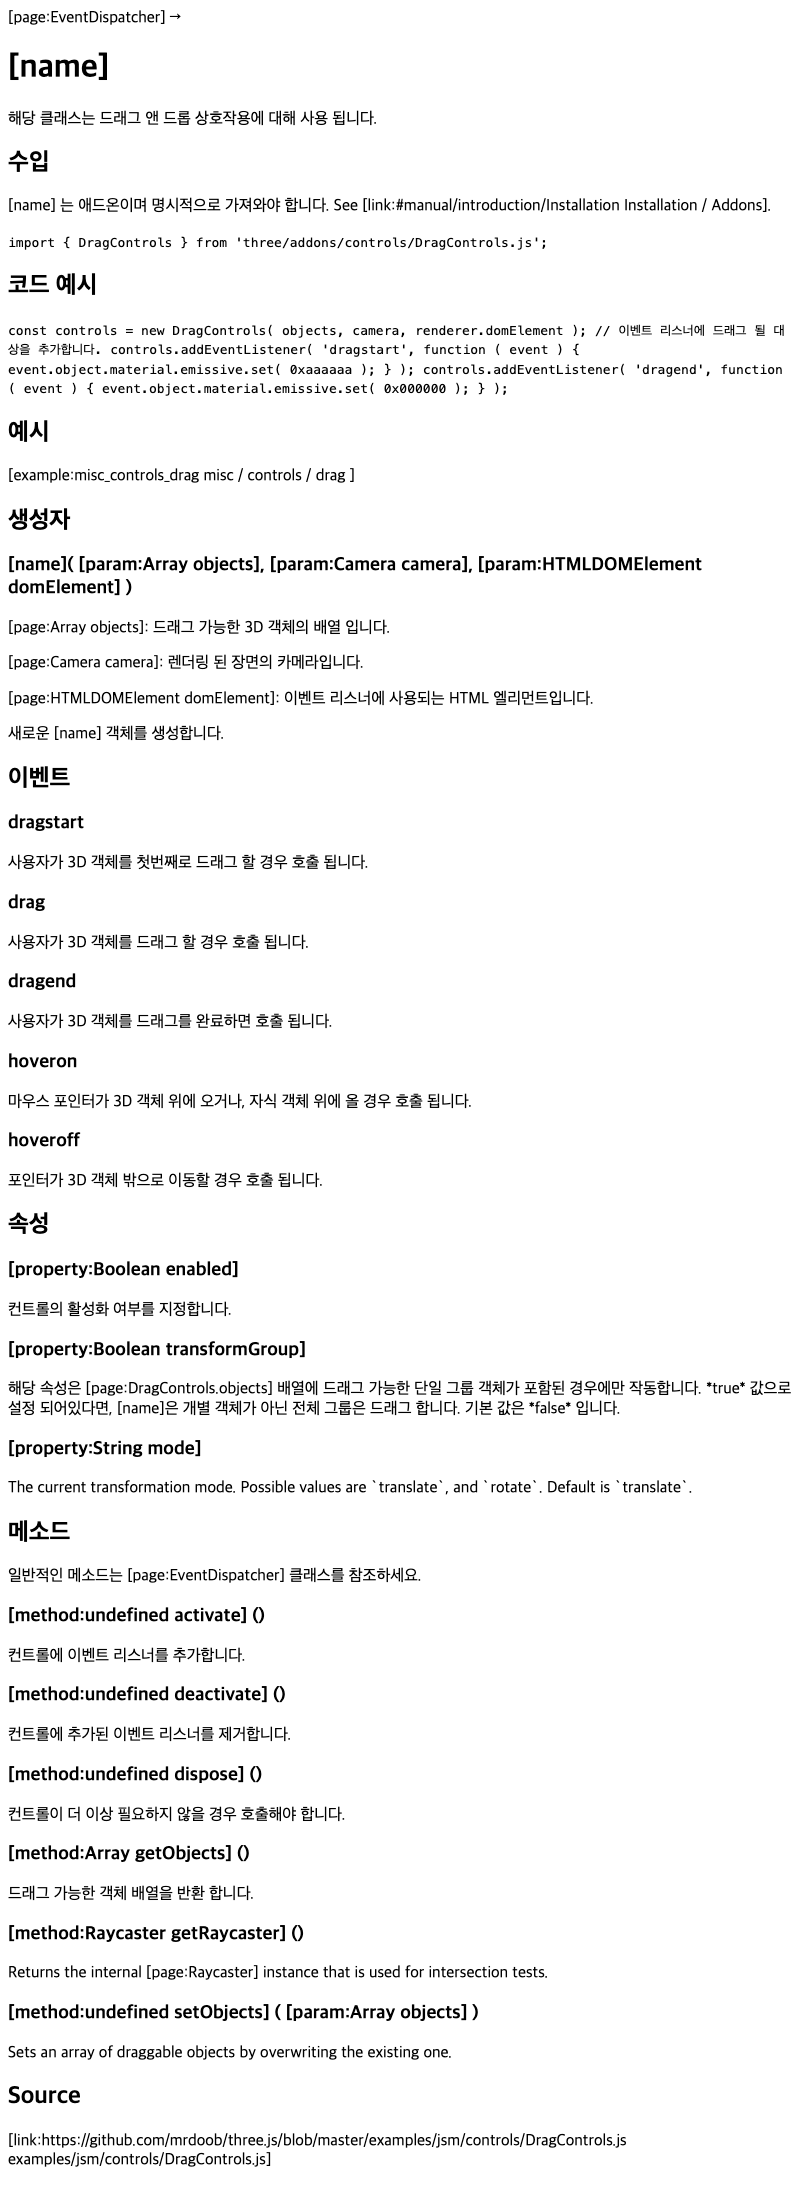 [page:EventDispatcher] →
[name]
해당 클래스는 드래그 앤 드롭 상호작용에 대해 사용 됩니다.
수입
[name] 는 애드온이며 명시적으로 가져와야 합니다. See [link:#manual/introduction/Installation Installation / Addons].
import { DragControls } from 'three/addons/controls/DragControls.js';
코드 예시
const controls = new DragControls( objects, camera, renderer.domElement ); // 이벤트 리스너에 드래그 될 대
상을 추가합니다. controls.addEventListener( 'dragstart', function ( event ) {
event.object.material.emissive.set( 0xaaaaaa ); } ); controls.addEventListener( 'dragend', function
( event ) { event.object.material.emissive.set( 0x000000 ); } );
예시
[example:misc_controls_drag misc / controls / drag ]
생성자
[name]( [param:Array objects], [param:Camera camera], [param:HTMLDOMElement
domElement] )
[page:Array objects]: 드래그 가능한 3D 객체의 배열 입니다.
[page:Camera camera]: 렌더링 된 장면의 카메라입니다.
[page:HTMLDOMElement domElement]: 이벤트 리스너에 사용되는 HTML 엘리먼트입니다.
새로운 [name] 객체를 생성합니다.
이벤트
dragstart
사용자가 3D 객체를 첫번째로 드래그 할 경우 호출 됩니다.
drag
사용자가 3D 객체를 드래그 할 경우 호출 됩니다.
dragend
사용자가 3D 객체를 드래그를 완료하면 호출 됩니다.
hoveron
마우스 포인터가 3D 객체 위에 오거나, 자식 객체 위에 올 경우 호출 됩니다.
hoveroff
포인터가 3D 객체 밖으로 이동할 경우 호출 됩니다.
속성
[property:Boolean enabled]
컨트롤의 활성화 여부를 지정합니다.
[property:Boolean transformGroup]
해당 속성은 [page:DragControls.objects] 배열에 드래그 가능한 단일 그룹 객체가 포함된 경우에만 작동합니다. *true* 값으로
설정 되어있다면, [name]은 개별 객체가 아닌 전체 그룹은 드래그 합니다. 기본 값은 *false* 입니다.
[property:String mode]
The current transformation mode. Possible values are `translate`, and `rotate`. Default is `translate`.
메소드
일반적인 메소드는 [page:EventDispatcher] 클래스를 참조하세요.
[method:undefined activate] ()
컨트롤에 이벤트 리스너를 추가합니다.
[method:undefined deactivate] ()
컨트롤에 추가된 이벤트 리스너를 제거합니다.
[method:undefined dispose] ()
컨트롤이 더 이상 필요하지 않을 경우 호출해야 합니다.
[method:Array getObjects] ()
드래그 가능한 객체 배열을 반환 합니다.
[method:Raycaster getRaycaster] ()
Returns the internal [page:Raycaster] instance that is used for intersection tests.
[method:undefined setObjects] ( [param:Array objects] )
Sets an array of draggable objects by overwriting the existing one.
Source
[link:https://github.com/mrdoob/three.js/blob/master/examples/jsm/controls/DragControls.js
examples/jsm/controls/DragControls.js]